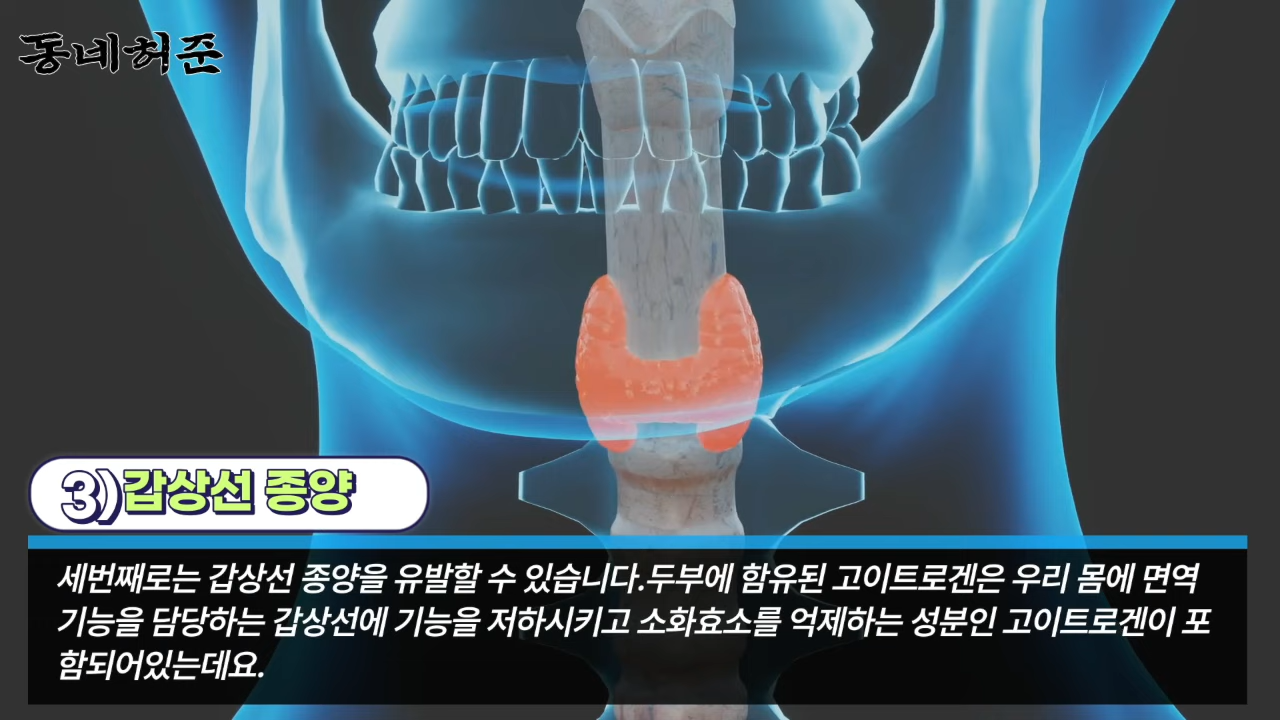 동네허준
3)갑상선 종양
세번째로는 갑상선 종양을 유발할 수 있습니다.두부에 함유된 고이트로겐은 우리 몸에 면역
기능을 담당하는 갑상선에 기능을 저하시키고 소화효소를 억제하는 성분인 고이트로겐이 포
함되어있는데요.